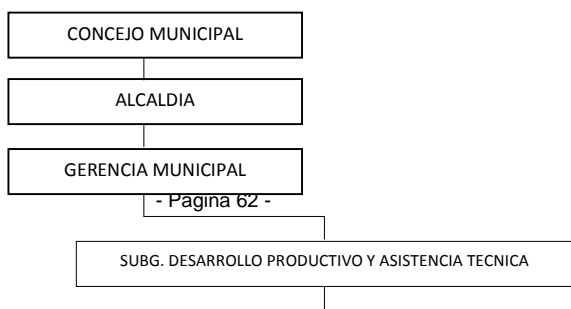 CONCEJO MUNICIPAL
ALCALDIA
GERENCIA MUNICIPAL
- Pagina 62 -
SUBG. DESARROLLO PRODUCTIVO Y ASISTENCIA TECNICA